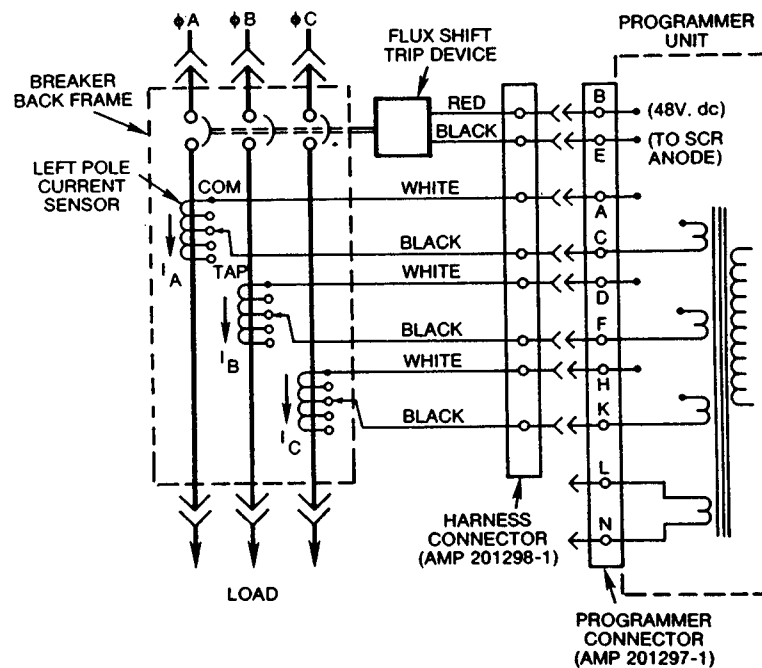 ϕA
ϕB
ϕC
FLUX SHIFT
TRIP DEVICE
PROGRAMMER
UNIT
BREAKER
BACK FRAME
RED
B
(48V. dc)
BLACK
E
(TO SCR
ANODE)
LEFT POLE
CURRENT
SENSOR
COM
WHITE
A
BLACK
C
I A
TAP
WHITE
D
BLACK
F
I B
WHITE
H
BLACK
K
I C
L
N
HARNESS
CONNECTOR
(AMP 201298-1)
LOAD
PROGRAMMER
CONNECTOR
(AMP 201297-1)